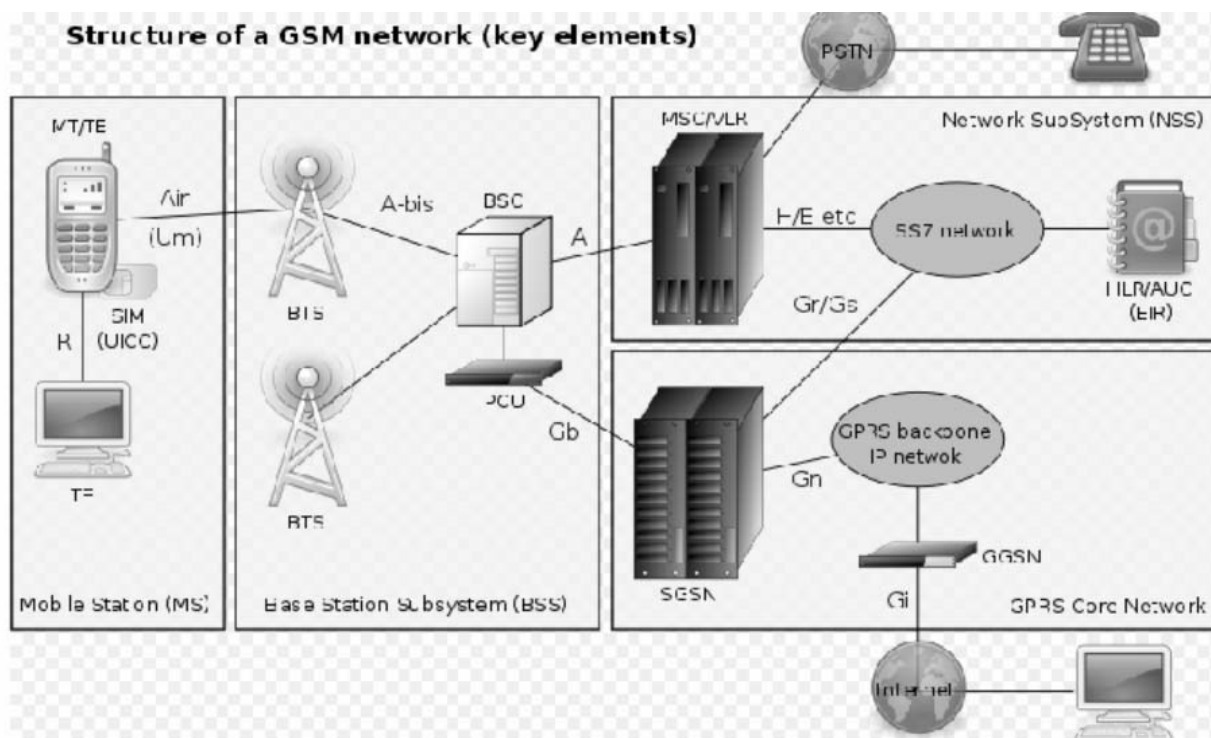 Structure of a GSM network (key elements)
PSTN
MT/TE
Air
(Um)
SIM
(UICC)
R
TE
Mobile Station (MS)
BTS
A-bis
BSC
BTS
PCU
Gb
A
Base Station Subsystem (BSS)
MSC/VLR
Network SubSystem (NSS)
H/E etc
SS7 network
HLR/AUC
(EIR)
Gr/Gs
SGSN
Gn
GPRS backbone
IP netwok
GGSN
Gi
GPRS Core Network
Internet